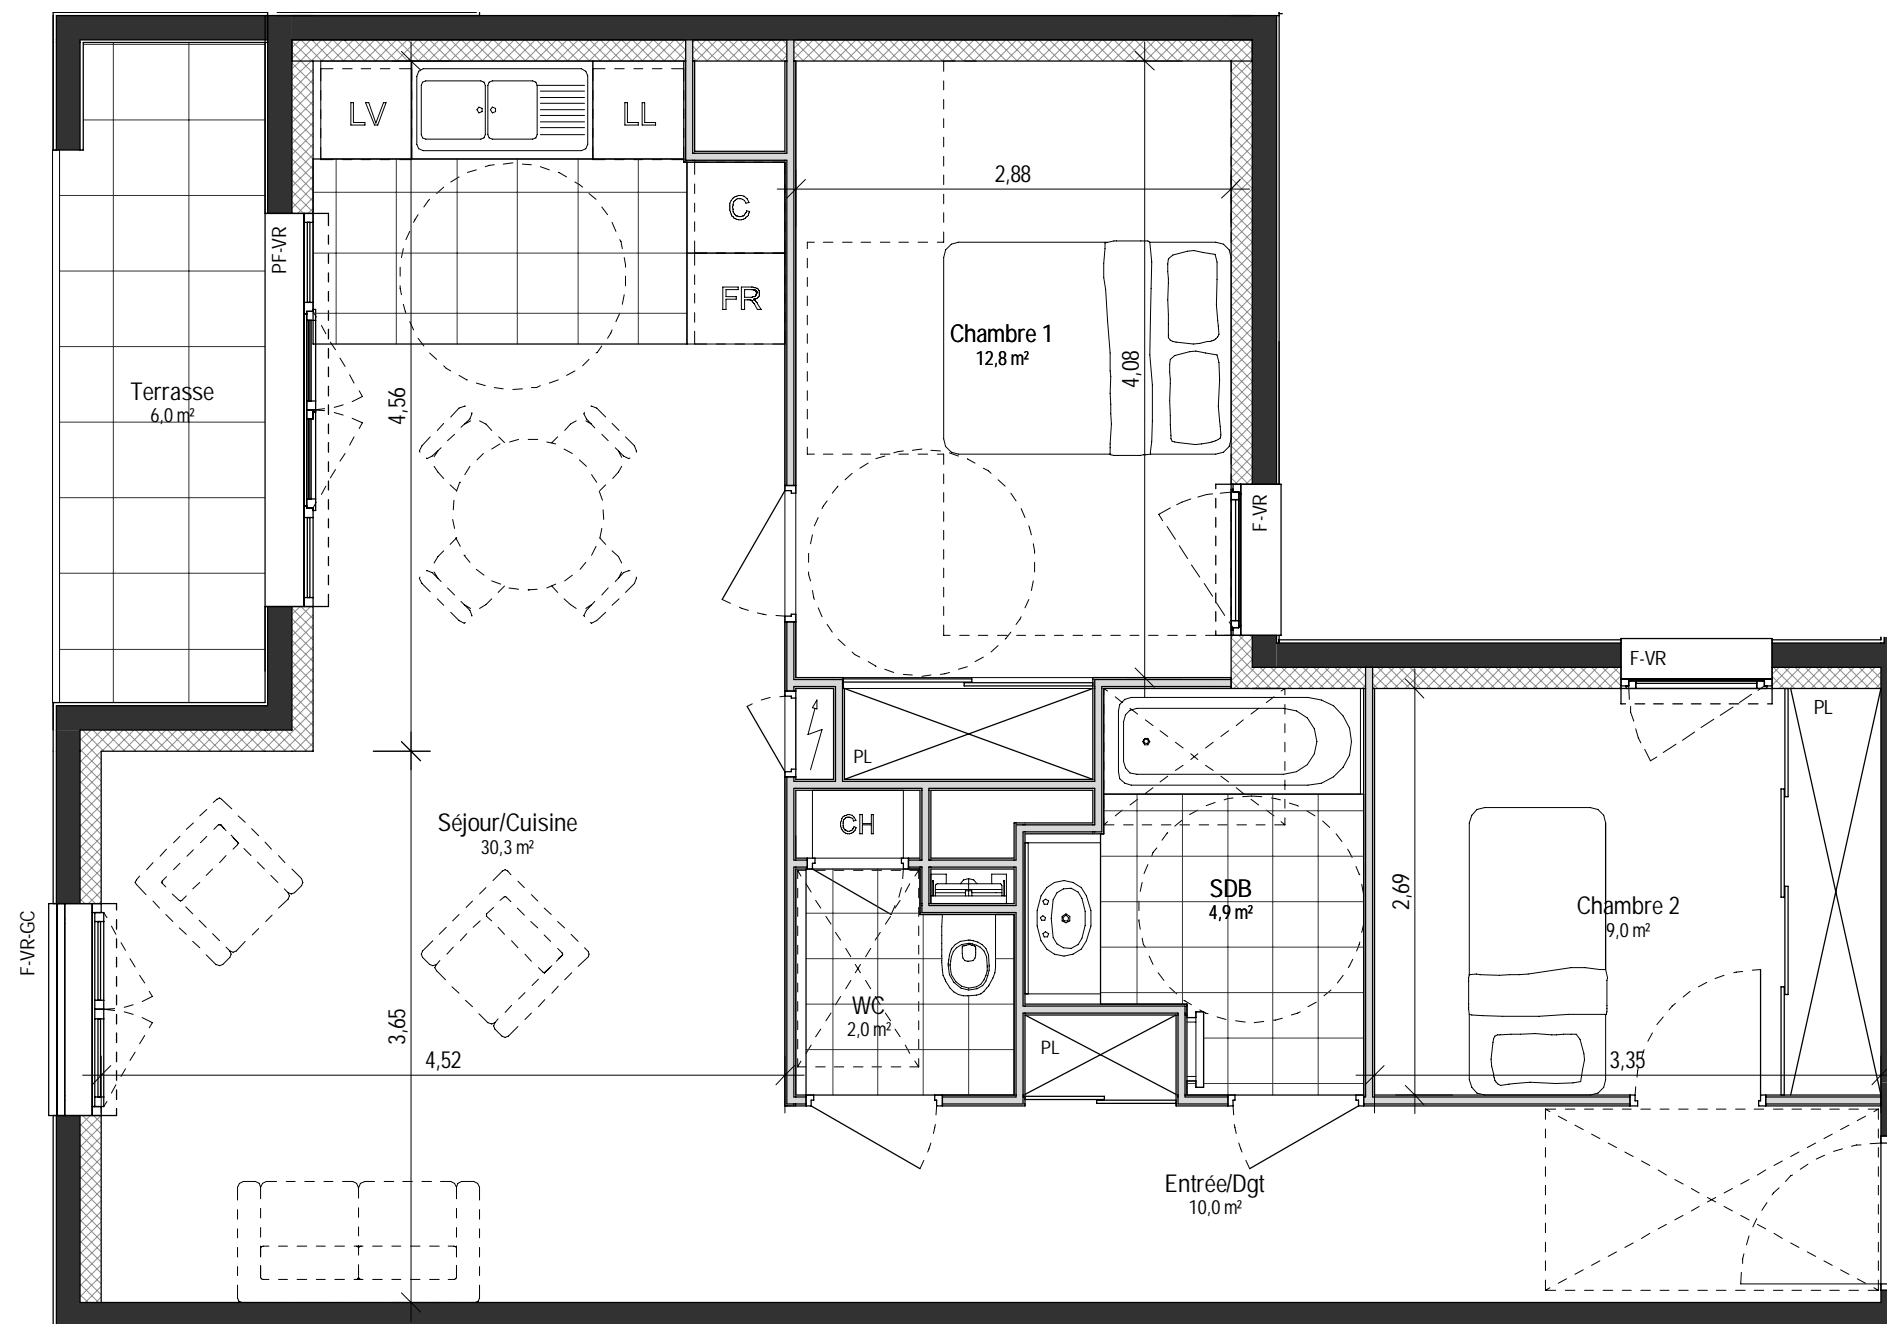 LV
LL
2,88
C
PF-VR
FR
Chambre 1
12,8 m²
4,08
Terrasse
6,0 m²
4,56
F-VR
F-VR
PL
PL
Séjour/Cuisine
30,3 m²
CH
SDB
4,9 m²
2,69
Chambre 2
9,0 m²
F-VR-GC
WC
2,0 m²
3,65
4,52
PL
3,35
Entrée/Dgt
10,0 m²